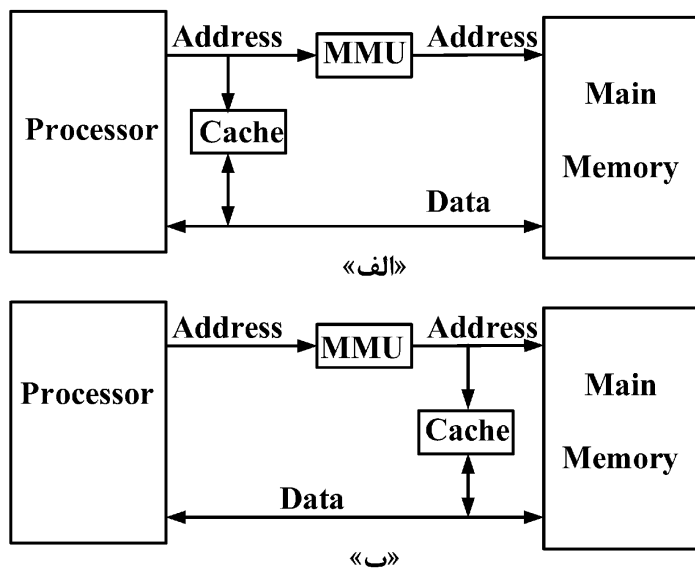 Address
MMU
Address
Processor
Cache
Main
Memory
Data
«الف»
Address
MMU
Address
Processor
Cache
Main
Memory
Data
«ب»